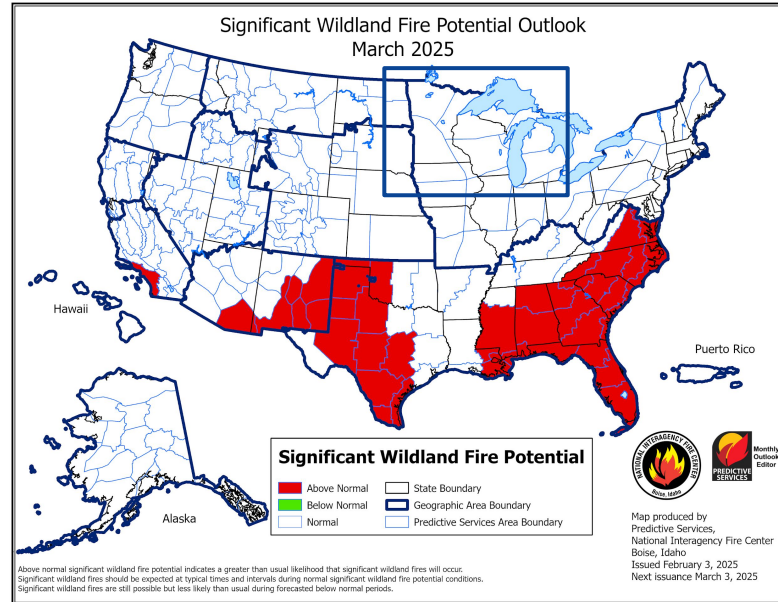 Significant Wildland Fire Potential Outlook
March 2025
Hawaii
Puerto Rico
Alaska
Significant Wildland Fire Potential
Above Normal
Below Normal
Normal
State Boundary
Geographic Area Boundary
Predictive Services Area Boundary
NATIONAL INTERAGENCY FIRE CENTER
Boise, Idaho
PREDICTIVE
SERVICES
Monthly
Outlook
Editor
Map produced by
Predictive Services,
National Interagency Fire Center
Boise, Idaho
Issued February 3, 2025
Next issuance March 3, 2025
Above normal significant wildland fire potential indicates a greater than usual likelihood that significant wildland fires will occur.
Significant wildland fires should be expected at typical times and intervals during normal significant wildland fire potential conditions.
Significant wildland fires are still possible but less likely than usual during forecasted below normal periods.